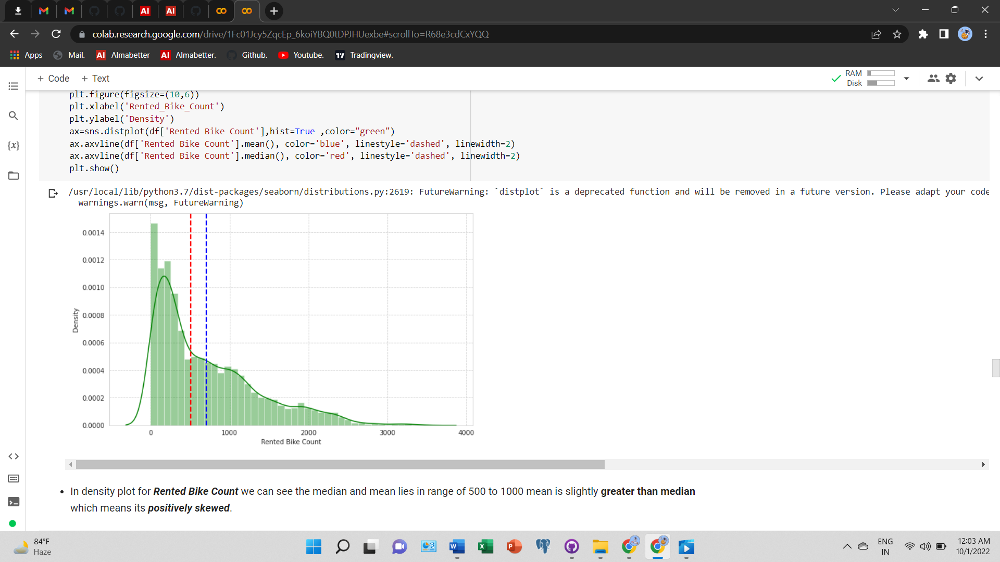 colab.research.google.com/drive/1Fc01Jcy5ZqcEp_6koiYBQ0tDPJHUexbe#scrollTo=R68e3cdCxYQQ
Apps Mail. AI Almabetter AI Almabetter. Github. Youtube. Tradingview.
+ Code + Text
RAM
Disk
plt.figure(figsize=(10,6))
plt.xlabel('Rented_Bike_Count')
plt.ylabel('Density')
ax=sns.distplot(df['Rented Bike Count'],hist=True ,color="green")
ax.axvline(df['Rented Bike Count'].mean(), color='blue', linestyle='dashed', linewidth=2)
ax.axvline(df['Rented Bike Count'].median(), color='red', linestyle='dashed', linewidth=2)
plt.show()
/usr/local/lib/python3.7/dist-packages/seaborn/distributions.py:2619: FutureWarning: `distplot` is a deprecated function and will be removed in a future version. Please adapt your code
warnings.warn(msg, FutureWarning)
0.0014
0.0012
0.0010
0.0008
0.0006
0.0004
0.0002
0.0000
Density
0 1000 2000 3000 4000
Rented Bike Count
• In density plot for Rented Bike Count we can see the median and mean lies in range of 500 to 1000 mean is slightly greater than median
which means its positively skewed.
84°F
Haze
ENG
IN
12:03 AM
10/1/2022